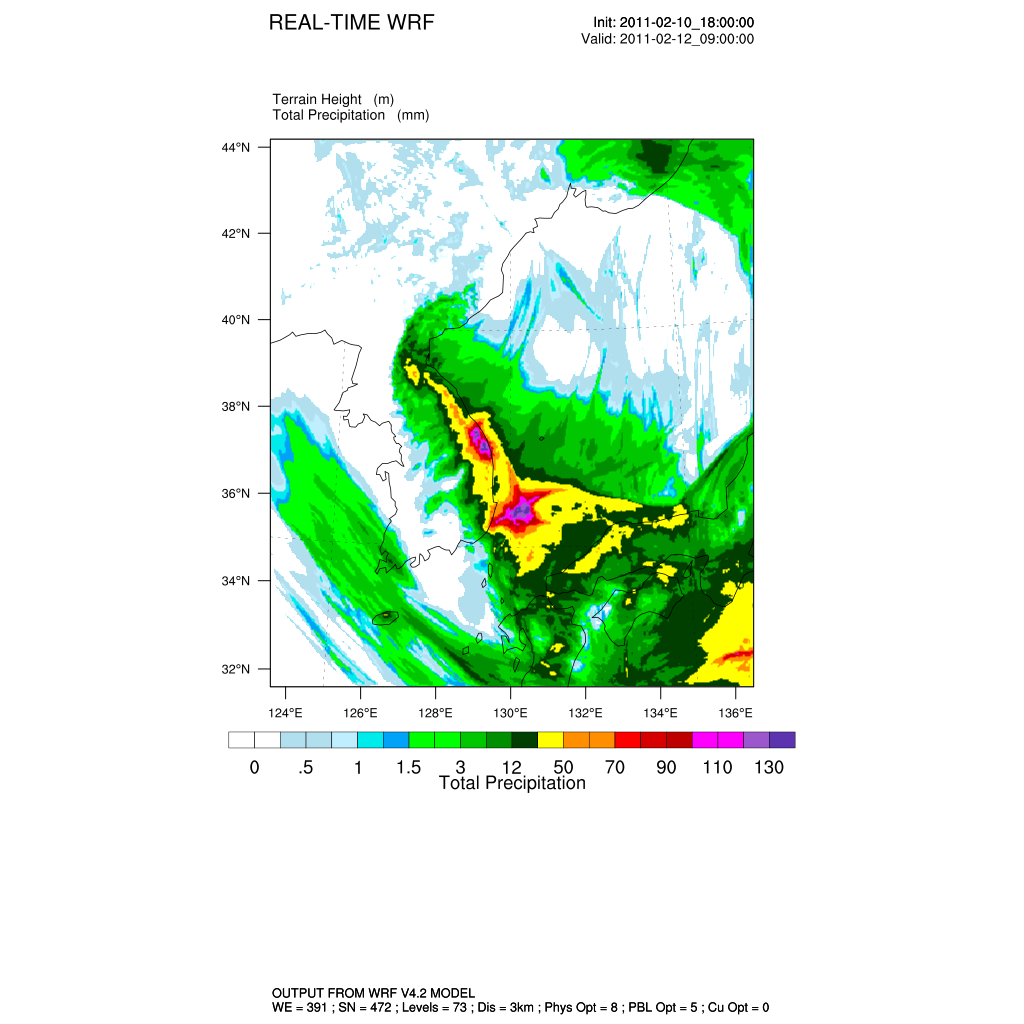 REAL-TIME WRF
Init: 2011-02-10_18:00:00
Valid: 2011-02-12_09:00:00
Terrain Height (m)
Total Precipitation (mm)
44°N
42°N
40°N
38°N
36°N
34°N
32°N
124°E 126°E 128°E 130°E 132°E 134°E 136°E
0 .5 1 1.5 3 12 50 70 90 110 130
Total Precipitation
OUTPUT FROM WRF V4.2 MODEL
WE = 391 ; SN = 472 ; Levels = 73 ; Dis = 3km ; Phys Opt = 8 ; PBL Opt = 5 ; Cu Opt = 0